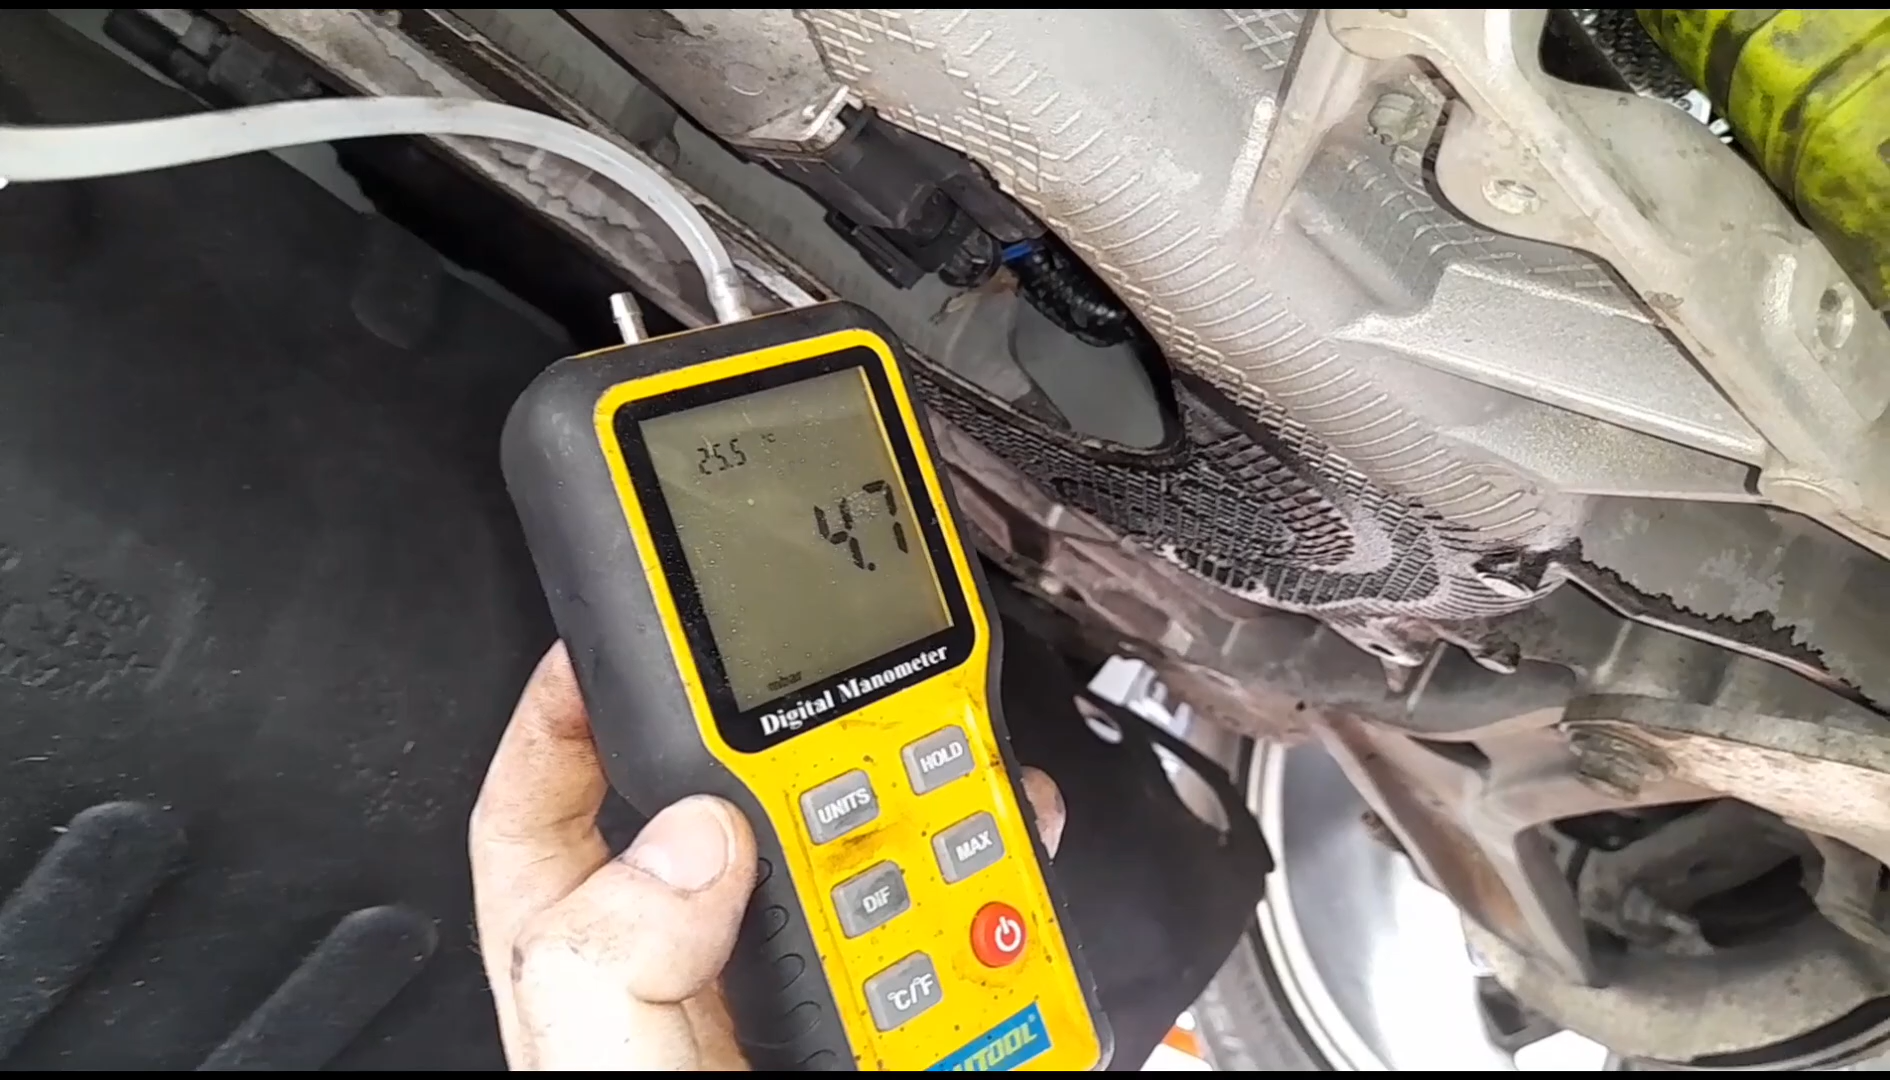 25.5 °C
4.7
mbar
Digital Manometer
HOLD
UNITS
MAX
DIF
°C/°F